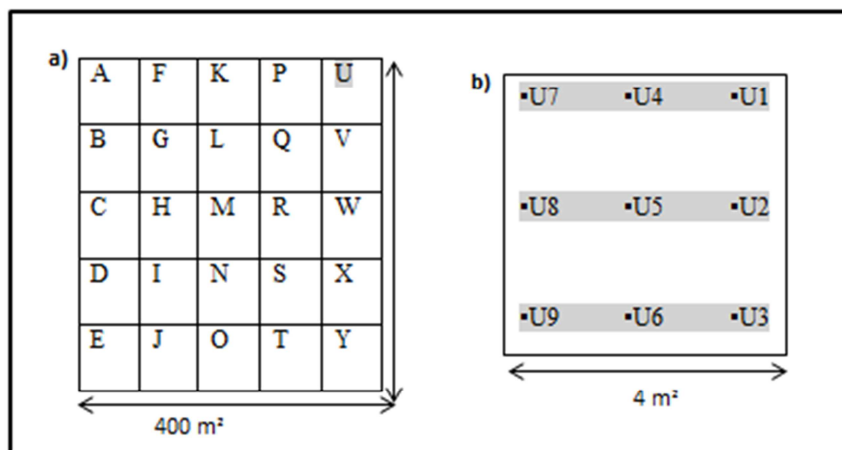 a)
A F K P U
B G L Q V
C H M R W
D I N S X
E J O T Y
400 m²
b)
▪U7 ▪U4 ▪U1
▪U8 ▪U5 ▪U2
▪U9 ▪U6 ▪U3
4 m²